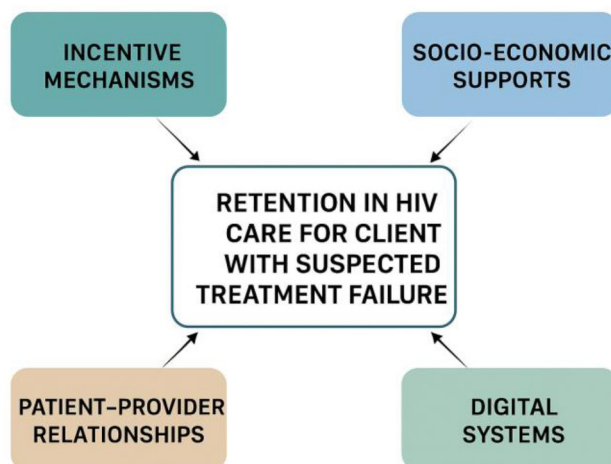 INCENTIVE
MECHANISMS
SOCIO-ECONOMIC
SUPPORTS
RETENTION IN HIV
CARE FOR CLIENT
WITH SUSPECTED
TREATMENT FAILURE
PATIENT–PROVIDER
RELATIONSHIPS
DIGITAL
SYSTEMS